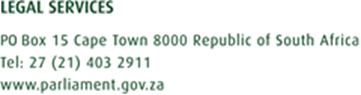 LEGAL SERVICES
PO Box 15 Cape Town 8000 Republic of South Africa
Tel: 27 (21) 403 2911
www.parliament.gov.za